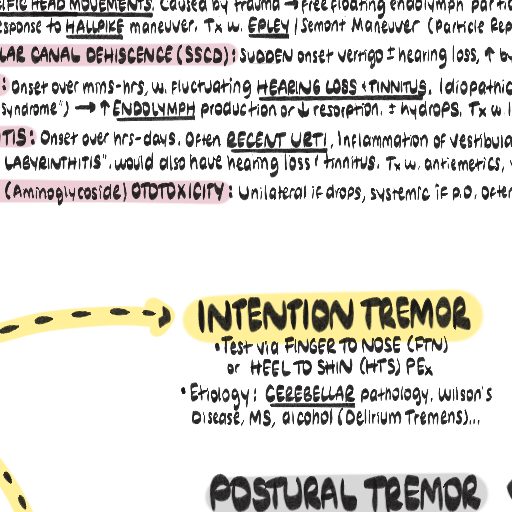 HEAD MOVEMENTS. Caused by trauma → free floating endolymph
response to HALLPIKE maneuver. Tx w. EPLEY / Semont Maneuver (Particle
CANAL DEHISCENCE (SSCD): SUDDEN onset vertigo ± hearing loss, ↑
: Onset over mins-hrs, w. Fluctuating HEARING LOSS + TINNITUS.
syndrome") → ↑ ENDOLYMPH production or ↓ resorption. ± hydrops. Tx w.
: Onset over hrs-days. Often RECENT URTI, Inflammation of
LABYRINTHITIS". would also have hearing loss + tinnitus. Tx w. antiemetics,
(Aminoglycoside) OTOTOXICITY: Unilateral if drops, systemic if P.O.
INTENTION TREMOR
• Test via FINGER TO NOSE (FTN)
or HEEL TO SHIN (HTS) PEx
• Etiology: CEREBELLAR pathology, Wilson's
Disease, MS, alcohol (Delirium Tremens)...
POSTURAL TREMOR